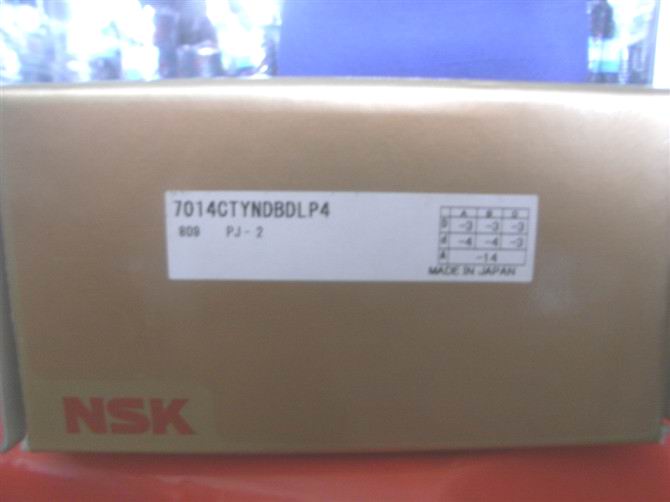 7014CTYNDBDLP4
809 PJ-2
A B D
D -3 -3 -3
d -4 -4 -3
A -14
MADE IN JAPAN
NSK